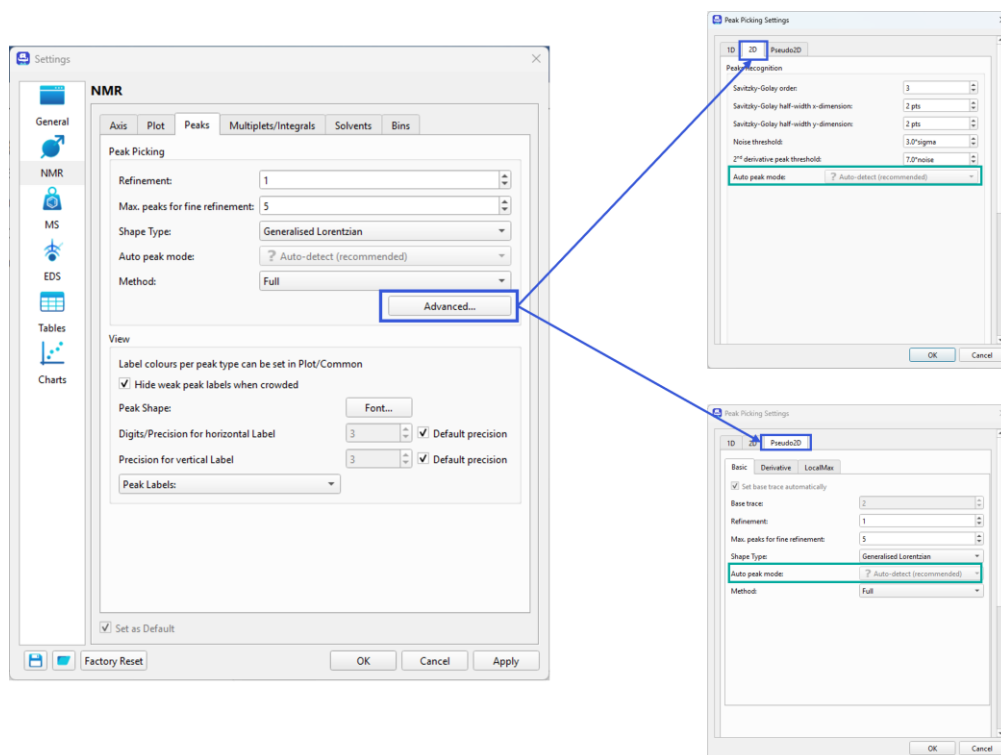 Settings
General
NMR
MS
EDS
Tables
Charts
NMR
Axis Plot Peaks Multiplets/Integrals Solvents Bins
Peak Picking
Refinement: 1
Max. peaks for fine refinement: 5
Shape Type: Generalised Lorentzian
Auto peak mode: ? Auto-detect (recommended)
Method: Full
Advanced...
View
Label colours per peak type can be set in Plot/Common
Hide weak peak labels when crowded
Peak Shape: Font...
Digits/Precision for horizontal Label 3 Default precision
Precision for vertical Label 3 Default precision
Peak Labels:
Set as Default
Factory Reset OK Cancel Apply
Peak Picking Settings
1D 2D Pseudo2D
Peaks Recognition
Savitzky-Golay order: 3
Savitzky-Golay half-width x-dimension: 2 pts
Savitzky-Golay half-width y-dimension: 2 pts
Noise threshold: 3.0*sigma
2nd derivative peak threshold: 7.0*noise
Auto peak mode: ? Auto-detect (recommended)
OK Cancel
Peak Picking Settings
1D 2D Pseudo2D
Basic Derivative LocalMax
Set base trace automatically
Base trace: 2
Refinement: 1
Max. peaks for fine refinement: 5
Shape Type: Generalised Lorentzian
Auto peak mode: ? Auto-detect (recommended)
Method: Full
OK Cancel